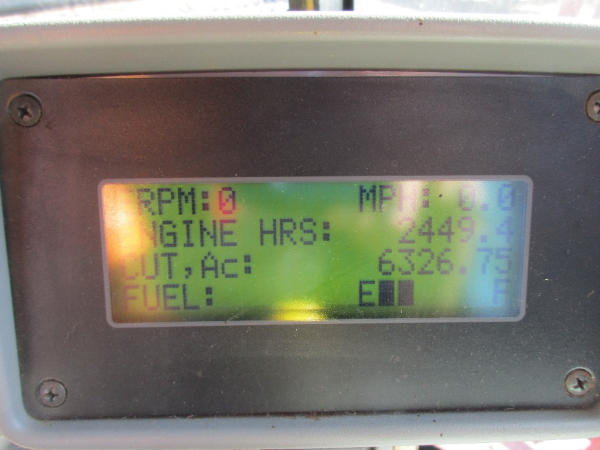 RPM:0 MPH: 0.0
ENGINE HRS: 2449.4
CUT,Ac: 6326.75
FUEL: E F